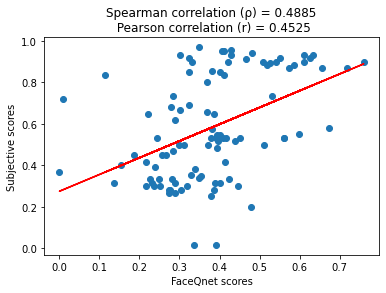 Spearman correlation (ρ) = 0.4885
Pearson correlation (r) = 0.4525
1.0
0.8
0.6
0.4
0.2
0.0
Subjective scores
0.0 0.1 0.2 0.3 0.4 0.5 0.6 0.7
FaceQnet scores